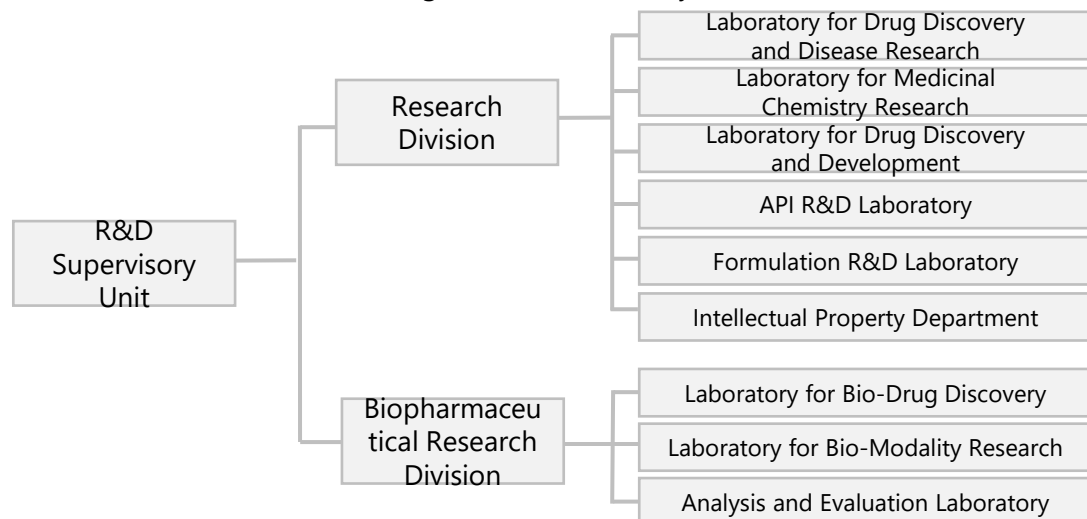 Laboratory for Drug Discovery
and Disease Research
Research
Division
Laboratory for Medicinal
Chemistry Research
Laboratory for Drug Discovery
and Development
API R&D Laboratory
R&D
Supervisory
Unit
Formulation R&D Laboratory
Intellectual Property Department
Biopharmaceu
tical Research
Division
Laboratory for Bio-Drug Discovery
Laboratory for Bio-Modality Research
Analysis and Evaluation Laboratory